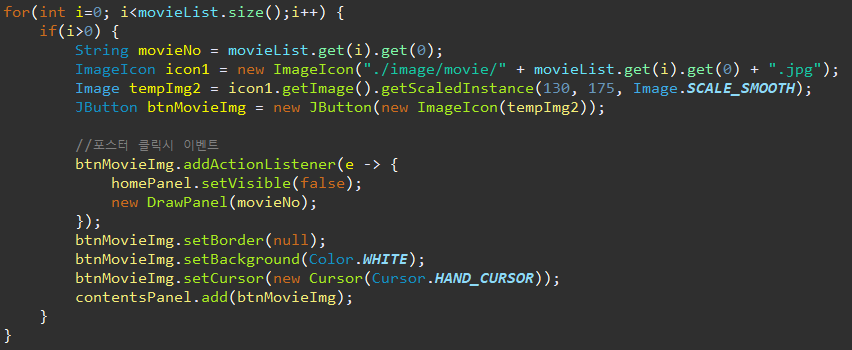 for(int i=0; i<movieList.size();i++) {
if(i>0) {
String movieNo = movieList.get(i).get(0);
ImageIcon icon1 = new ImageIcon("./image/movie/" + movieList.get(i).get(0) + ".jpg");
Image tempImg2 = icon1.getImage().getScaledInstance(130, 175, Image.SCALE_SMOOTH);
JButton btnMovieImg = new JButton(new ImageIcon(tempImg2));
//포스터 클릭시 이벤트
btnMovieImg.addActionListener(e -> {
homePanel.setVisible(false);
new DrawPanel(movieNo);
});
btnMovieImg.setBorder(null);
btnMovieImg.setBackground(Color.WHITE);
btnMovieImg.setCursor(new Cursor(Cursor.HAND_CURSOR));
contentsPanel.add(btnMovieImg);
}
}